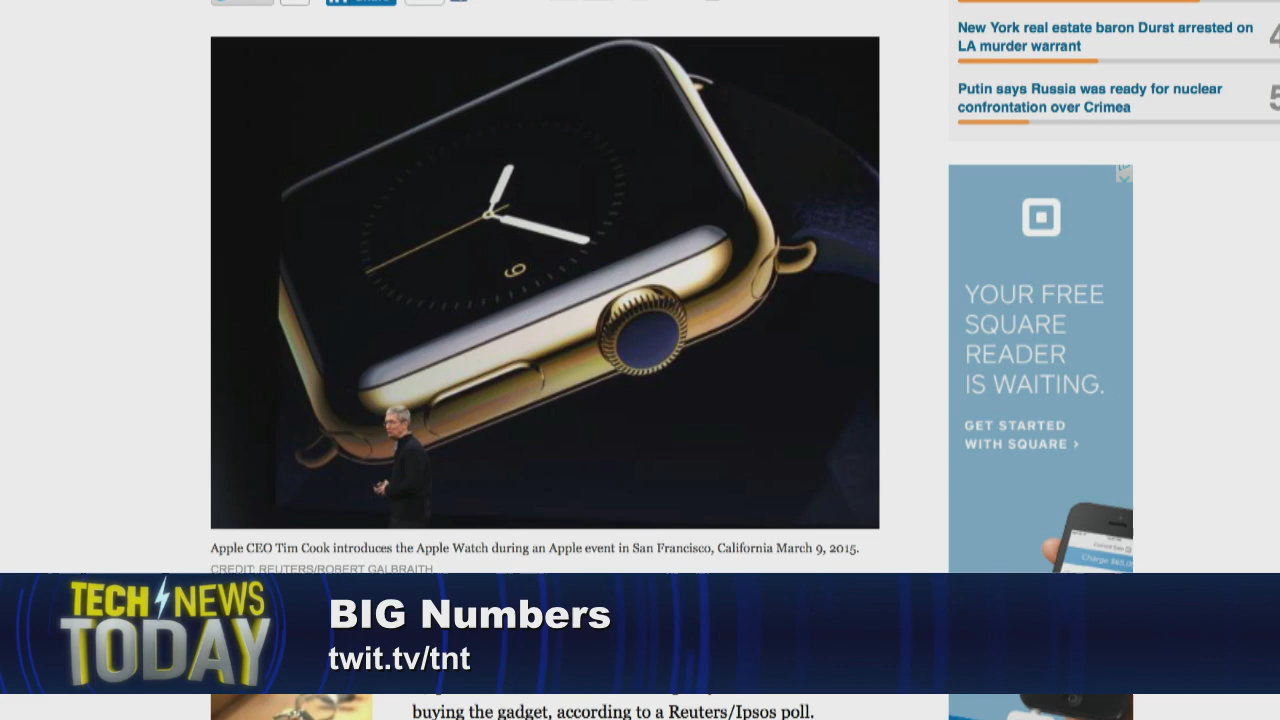 New York real estate baron Durst arrested on
LA murder warrant
4
Putin says Russia was ready for nuclear
confrontation over Crimea
5
6
YOUR FREE
SQUARE
READER
IS WAITING.
GET STARTED
WITH SQUARE ›
Apple CEO Tim Cook introduces the Apple Watch during an Apple event in San Francisco, California March 9, 2015.
CREDIT: REUTERS/ROBERT GALBRAITH
TECH NEWS
TODAY
BIG Numbers
twit.tv/tnt
buying the gadget, according to a Reuters/Ipsos poll.